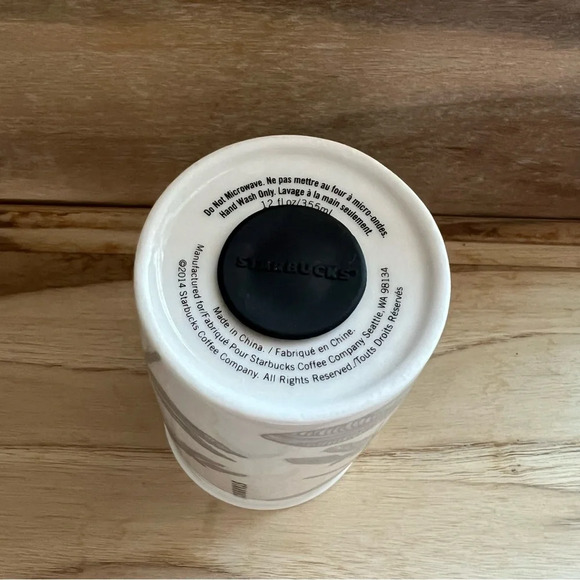 Do Not Microwave. Ne pas mettre au four à micro-ondes.
Hand Wash Only. Lavage à la main seulement.
12 fl oz/355ml
STARBUCKS
Made in China. / Fabriqué en Chine.
Manufactured for/Fabriqué Pour Starbucks Coffee Company Seattle, WA 98134
©2014 Starbucks Coffee Company. All Rights Reserved./Touts Droits Réservés